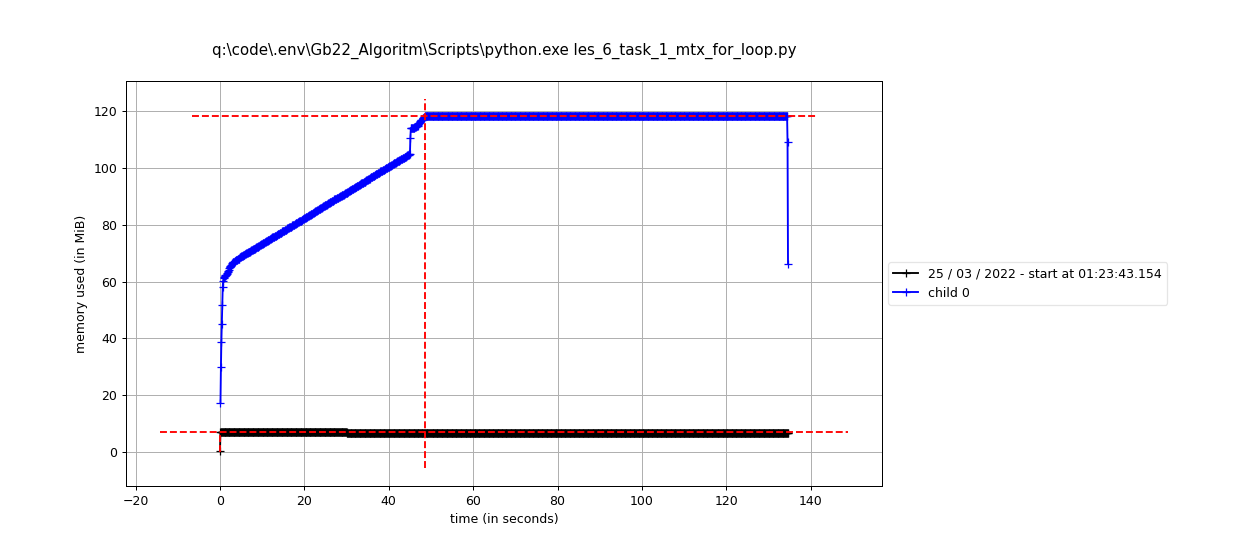 q:\code\.env\Gb22_Algoritm\Scripts\python.exe les_6_task_1_mtx_for_loop.py
120
100
80
60
40
20
0
memory used (in MiB)
−20 0 20 40 60 80 100 120 140
time (in seconds)
25 / 03 / 2022 - start at 01:23:43.154
child 0